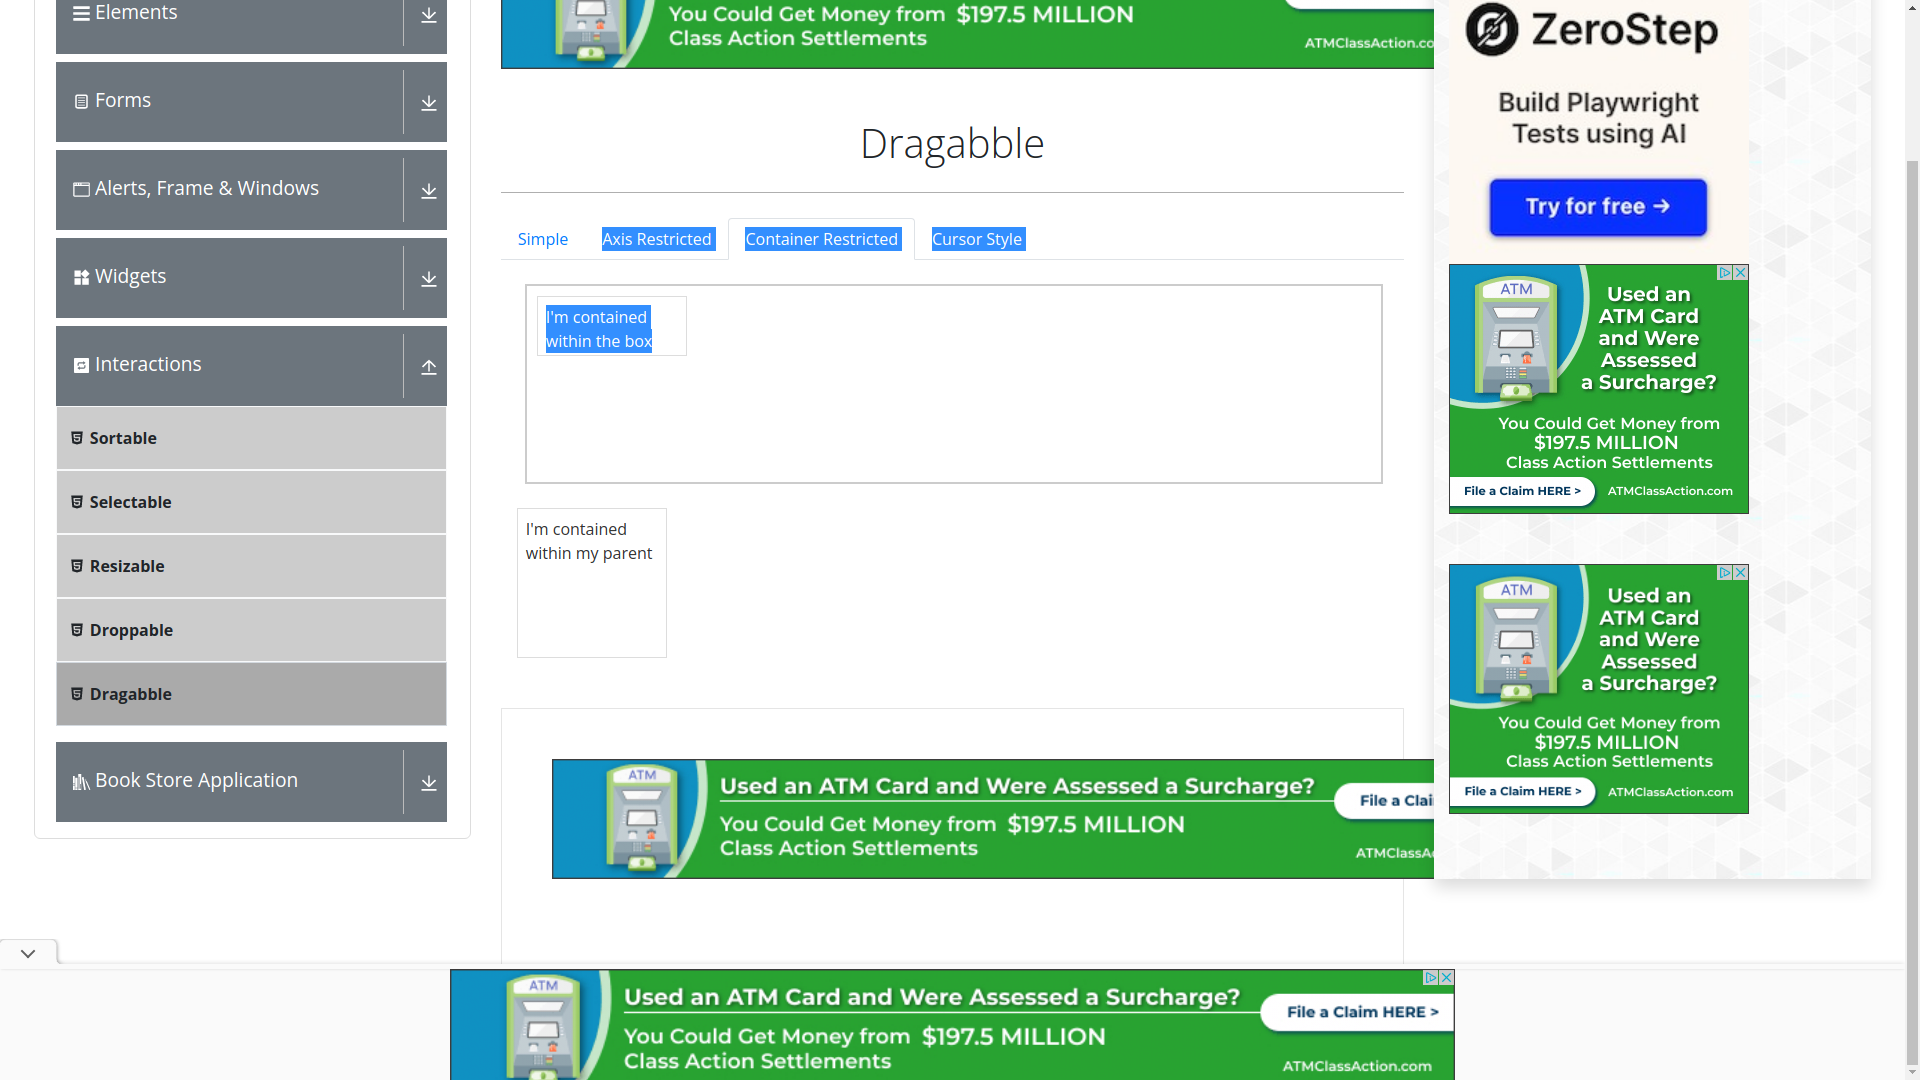 Elements
Forms
Alerts, Frame & Windows
Widgets
Interactions
Sortable
Selectable
Resizable
Droppable
Dragabble
Book Store Application
You Could Get Money from $197.5 MILLION
Class Action Settlements
ATMClassAction.co
Dragabble
Simple
Axis Restricted
Container Restricted
Cursor Style
I'm contained
within the box
I'm contained
within my parent
ATM
Used an ATM Card and Were Assessed a Surcharge?
You Could Get Money from $197.5 MILLION
Class Action Settlements
File a Clai
ATMClassA
ZeroStep
Build Playwright
Tests using AI
Try for free →
ATM
Used an
ATM Card
and Were
Assessed
a Surcharge?
You Could Get Money from
$197.5 MILLION
Class Action Settlements
File a Claim HERE >
ATMClassAction.com
ATM
Used an
ATM Card
and Were
Assessed
a Surcharge?
You Could Get Money from
$197.5 MILLION
Class Action Settlements
File a Claim HERE >
ATMClassAction.com
ATM
Used an ATM Card and Were Assessed a Surcharge?
You Could Get Money from $197.5 MILLION
Class Action Settlements
File a Claim HERE >
ATMClassAction.com